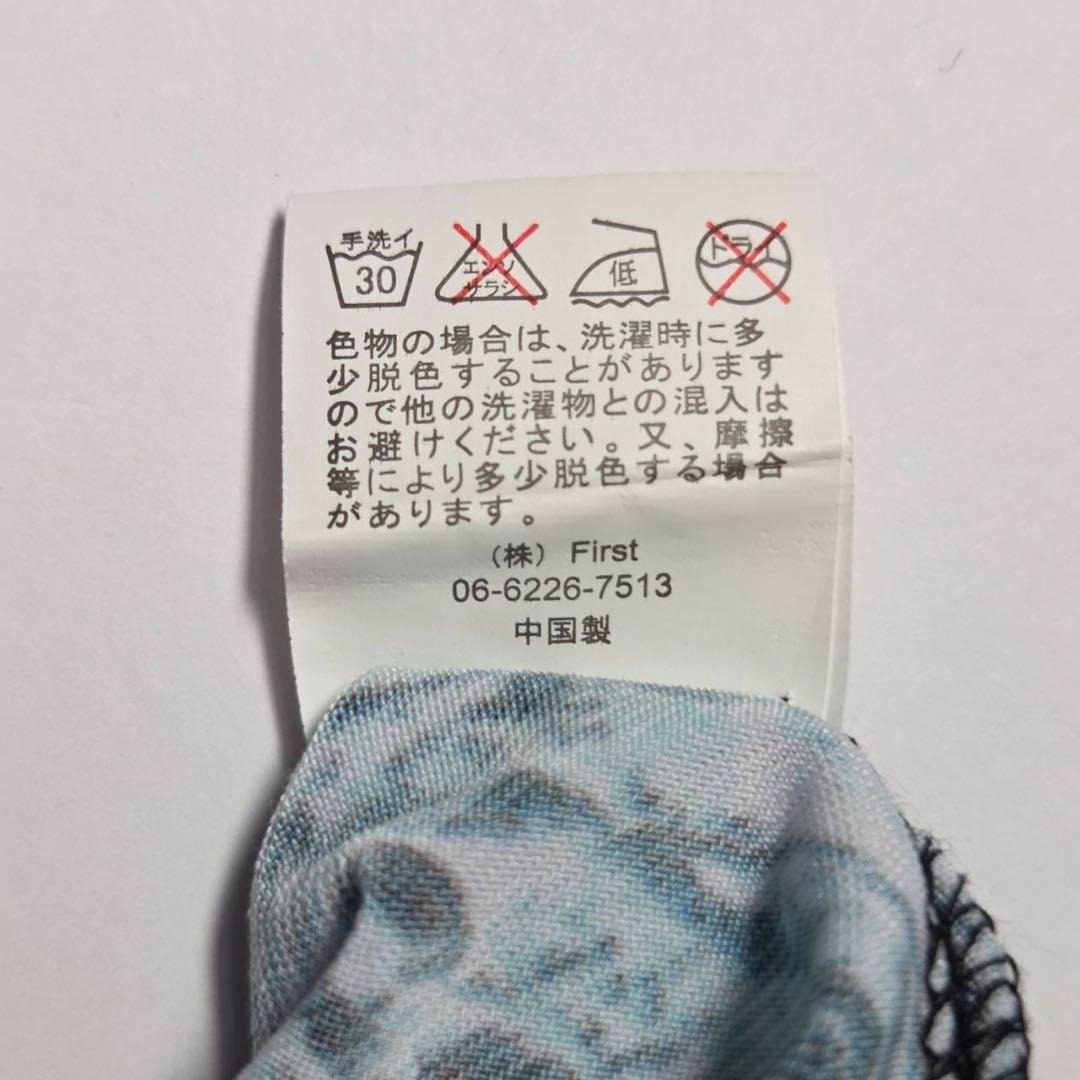 手洗イ
30
エンソ
サラシ
低
ドライ
色物の場合は、洗濯時に多
少脱色することがあります
ので他の洗濯物との混入は
お避けください。又、摩擦
等により多少脱色する場合
があります。
（株） First
06-6226-7513
中国製